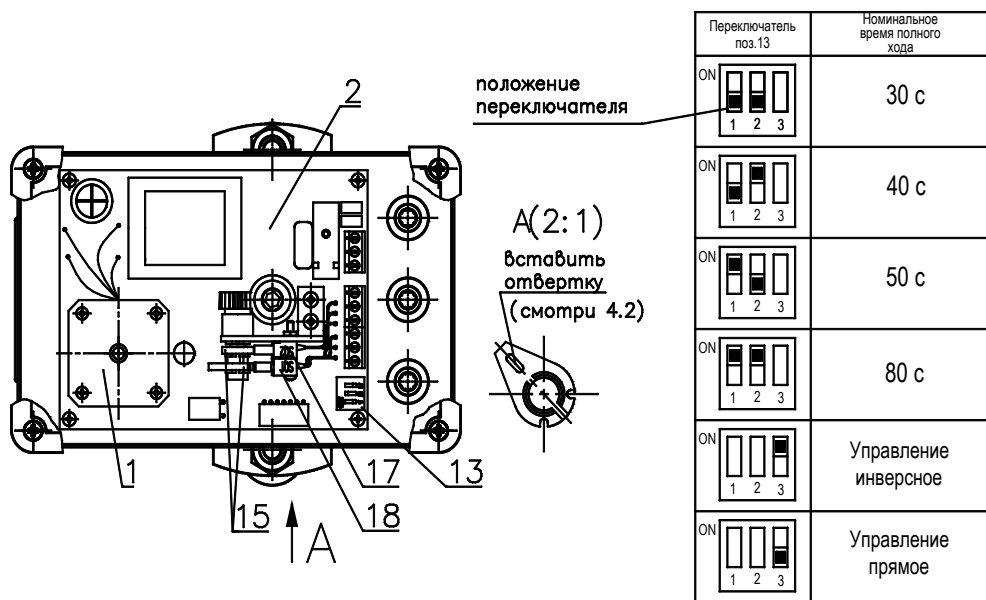 Переключатель
поз.13
Номинальное
время полного
хода
положение
переключателя
ON
1 2 3
30 с
ON
1 2 3
40 с
ON
1 2 3
50 с
ON
1 2 3
80 с
ON
1 2 3
Управление
инверсное
ON
1 2 3
Управление
прямое
2
А(2:1)
вставить
отвертку
(смотри 4.2)
1
15
А
18
17
13